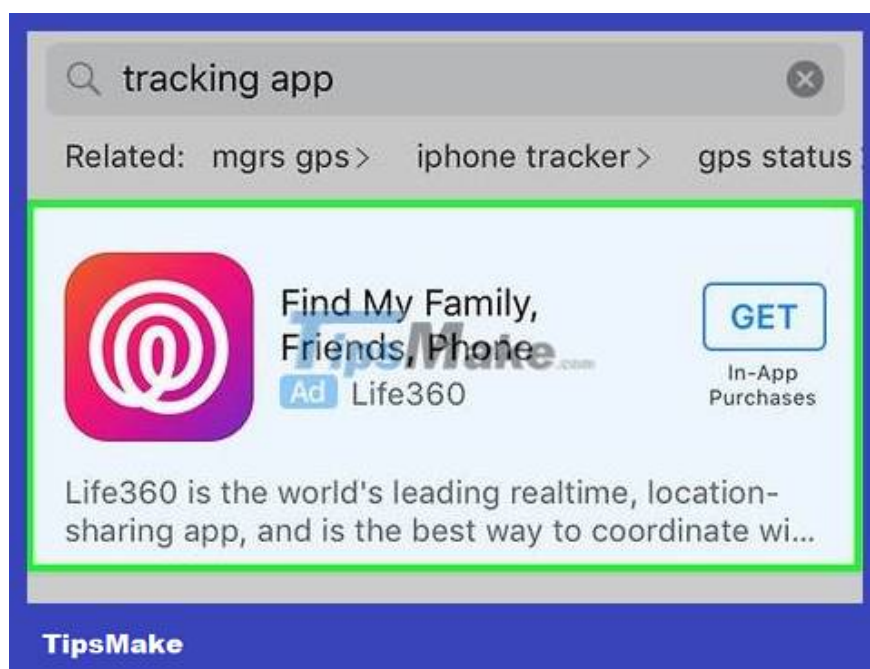 tracking app
Related: mgrs gps> iphone tracker> gps status
Find My Family,
Friends, Phone
TipsMake.com
Ad Life360
GET
In-App
Purchases
Life360 is the world's leading realtime, location-
sharing app, and is the best way to coordinate wi...
TipsMake